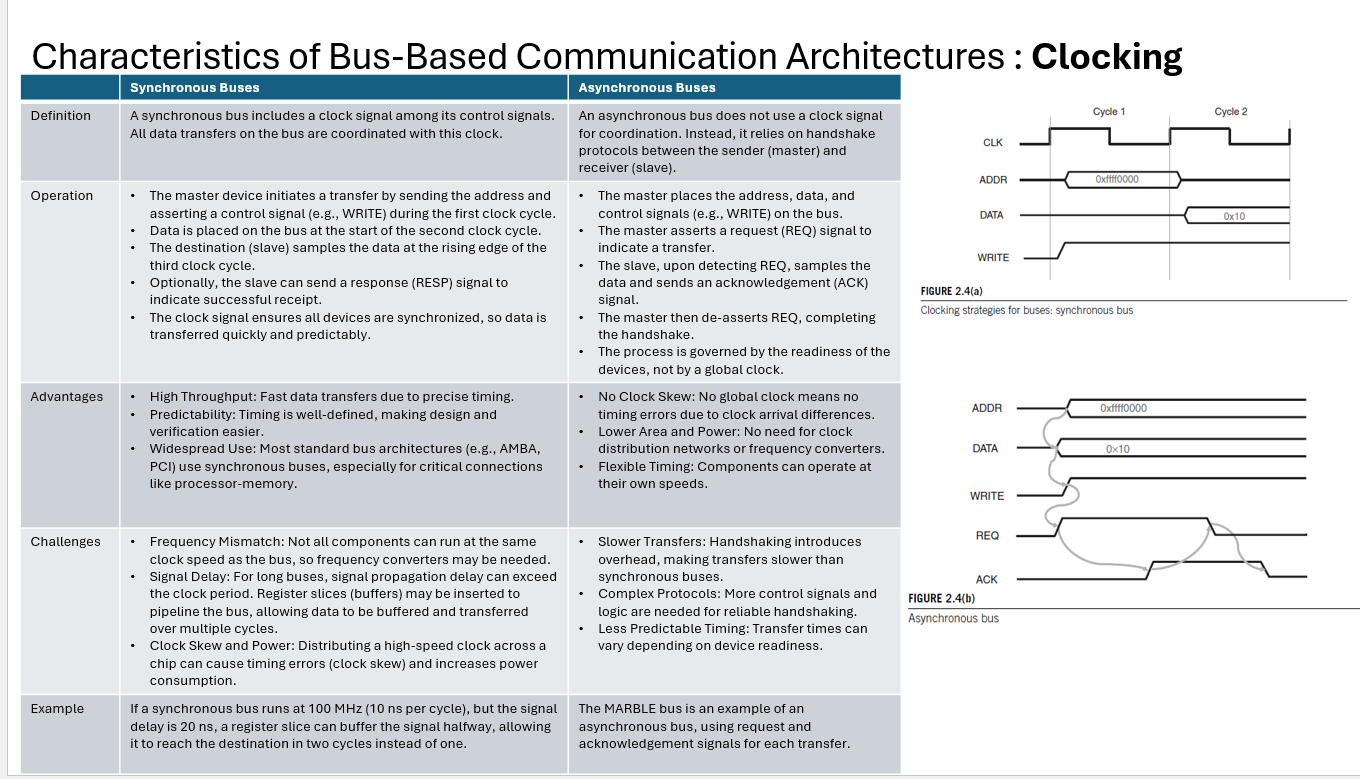 Characteristics of Bus-Based Communication Architectures : Clocking
Synchronous Buses
Asynchronous Buses
Definition
A synchronous bus includes a clock signal among its control signals.
All data transfers on the bus are coordinated with this clock.
An asynchronous bus does not use a clock signal
for coordination. Instead, it relies on handshake
protocols between the sender (master) and
receiver (slave).
Operation
• The master device initiates a transfer by sending the address and
asserting a control signal (e.g., WRITE) during the first clock cycle.
• Data is placed on the bus at the start of the second clock cycle.
• The destination (slave) samples the data at the rising edge of the
third clock cycle.
• Optionally, the slave can send a response (RESP) signal to
indicate successful receipt.
• The clock signal ensures all devices are synchronized, so data is
transferred quickly and predictably.
• The master places the address, data, and
control signals (e.g., WRITE) on the bus.
• The master asserts a request (REQ) signal to
indicate a transfer.
• The slave, upon detecting REQ, samples the
data and sends an acknowledgement (ACK)
signal.
• The master then de-asserts REQ, completing
the handshake.
• The process is governed by the readiness of the
devices, not by a global clock.
Advantages
• High Throughput: Fast data transfers due to precise timing.
• Predictability: Timing is well-defined, making design and
verification easier.
• Widespread Use: Most standard bus architectures (e.g., AMBA,
PCI) use synchronous buses, especially for critical connections
like processor-memory.
• No Clock Skew: No global clock means no
timing errors due to clock arrival differences.
• Lower Area and Power: No need for clock
distribution networks or frequency converters.
• Flexible Timing: Components can operate at
their own speeds.
Challenges
• Frequency Mismatch: Not all components can run at the same
clock speed as the bus, so frequency converters may be needed.
• Signal Delay: For long buses, signal propagation delay can exceed
the clock period. Register slices (buffers) may be inserted to
pipeline the bus, allowing data to be buffered and transferred
over multiple cycles.
• Clock Skew and Power: Distributing a high-speed clock across a
chip can cause timing errors (clock skew) and increases power
consumption.
• Slower Transfers: Handshaking introduces
overhead, making transfers slower than
synchronous buses.
• Complex Protocols: More control signals and
logic are needed for reliable handshaking.
• Less Predictable Timing: Transfer times can
vary depending on device readiness.
Example
If a synchronous bus runs at 100 MHz (10 ns per cycle), but the signal
delay is 20 ns, a register slice can buffer the signal halfway, allowing
it to reach the destination in two cycles instead of one.
The MARBLE bus is an example of an
asynchronous bus, using request and
acknowledgement signals for each transfer.
Cycle 1
Cycle 2
CLK
ADDR
0xffff0000
DATA
0x10
WRITE
FIGURE 2.4(a)
Clocking strategies for buses: synchronous bus
ADDR
0xffff0000
DATA
0×10
WRITE
REQ
ACK
FIGURE 2.4(b)
Asynchronous bus